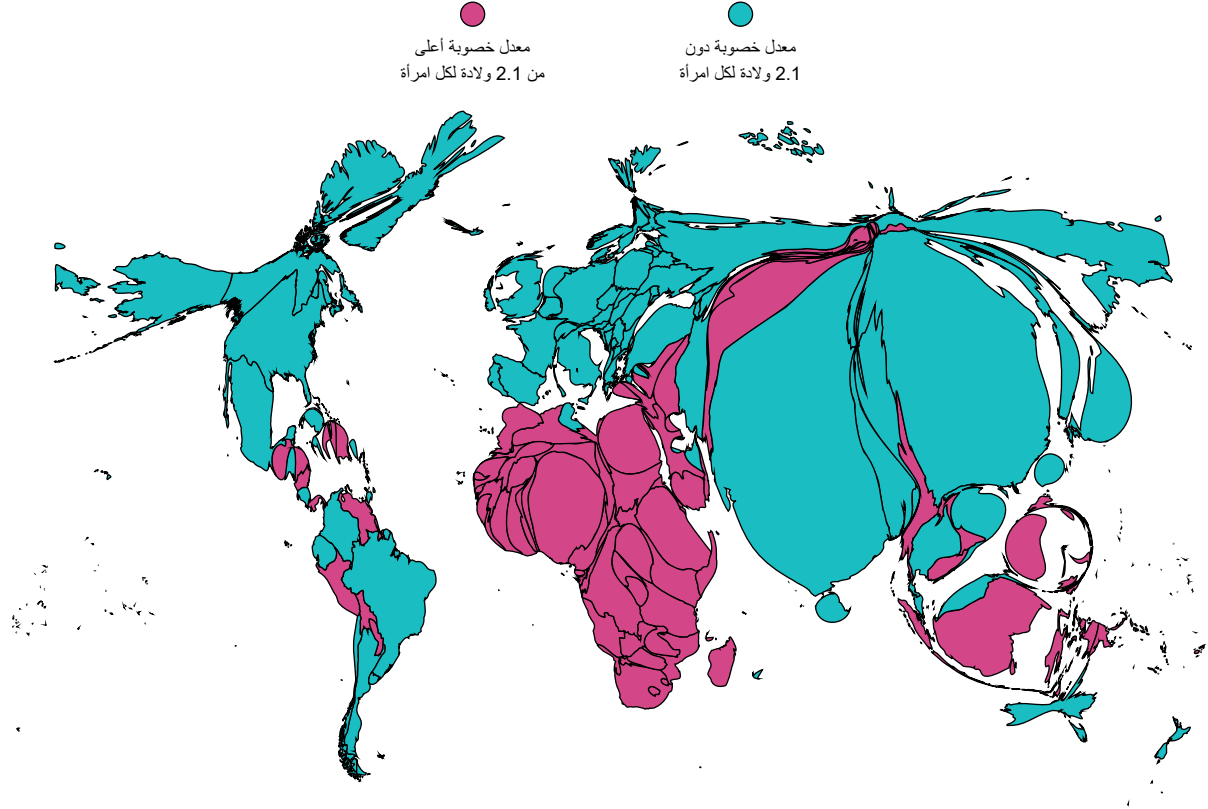 معدل خصوبة دون
2.1 ولادة لكل امرأة
معدل خصوبة أعلى
من 2.1 ولادة لكل امرأة